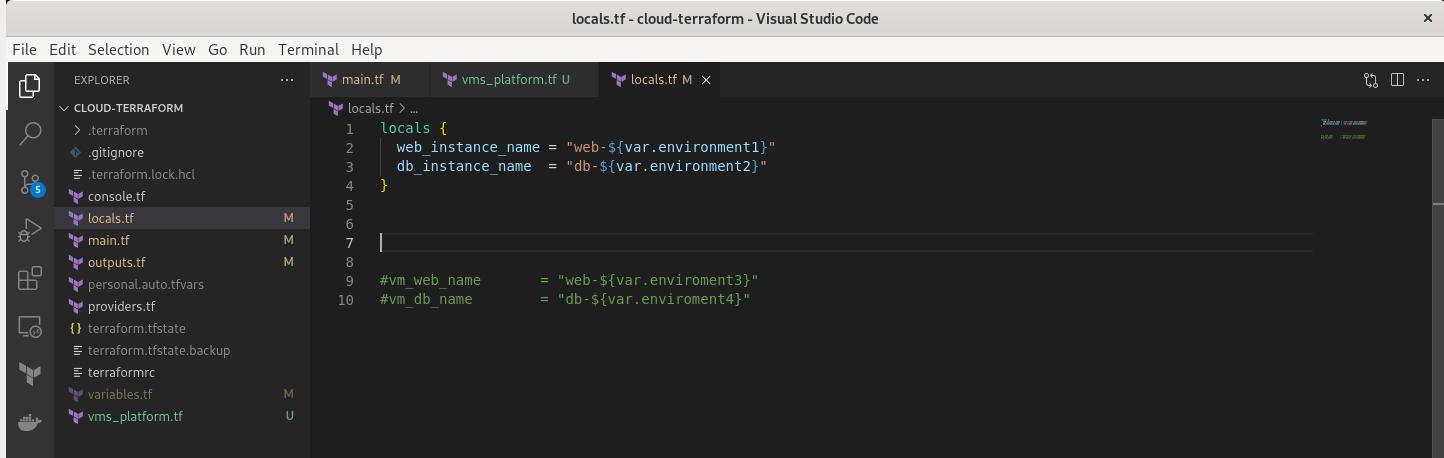 locals.tf - cloud-terraform - Visual Studio Code
File Edit Selection View Go Run Terminal Help
EXPLORER
CLOUD-TERRAFORM
.terraform
.gitignore
.terraform.lock.hcl
console.tf
locals.tf M
main.tf M
outputs.tf M
personal.auto.tfvars
providers.tf
terraform.tfstate
terraform.tfstate.backup
terraformrc
variables.tf M
vms_platform.tf U
5
main.tf M vms_platform.tf U locals.tf M
locals.tf > ...
1 locals {
2 web_instance_name = "web-${var.environment1}"
3 db_instance_name = "db-${var.environment2}"
4 }
5
6
7
8
9 #vm_web_name = "web-${var.enviroment3}"
10 #vm_db_name = "db-${var.enviroment4}"